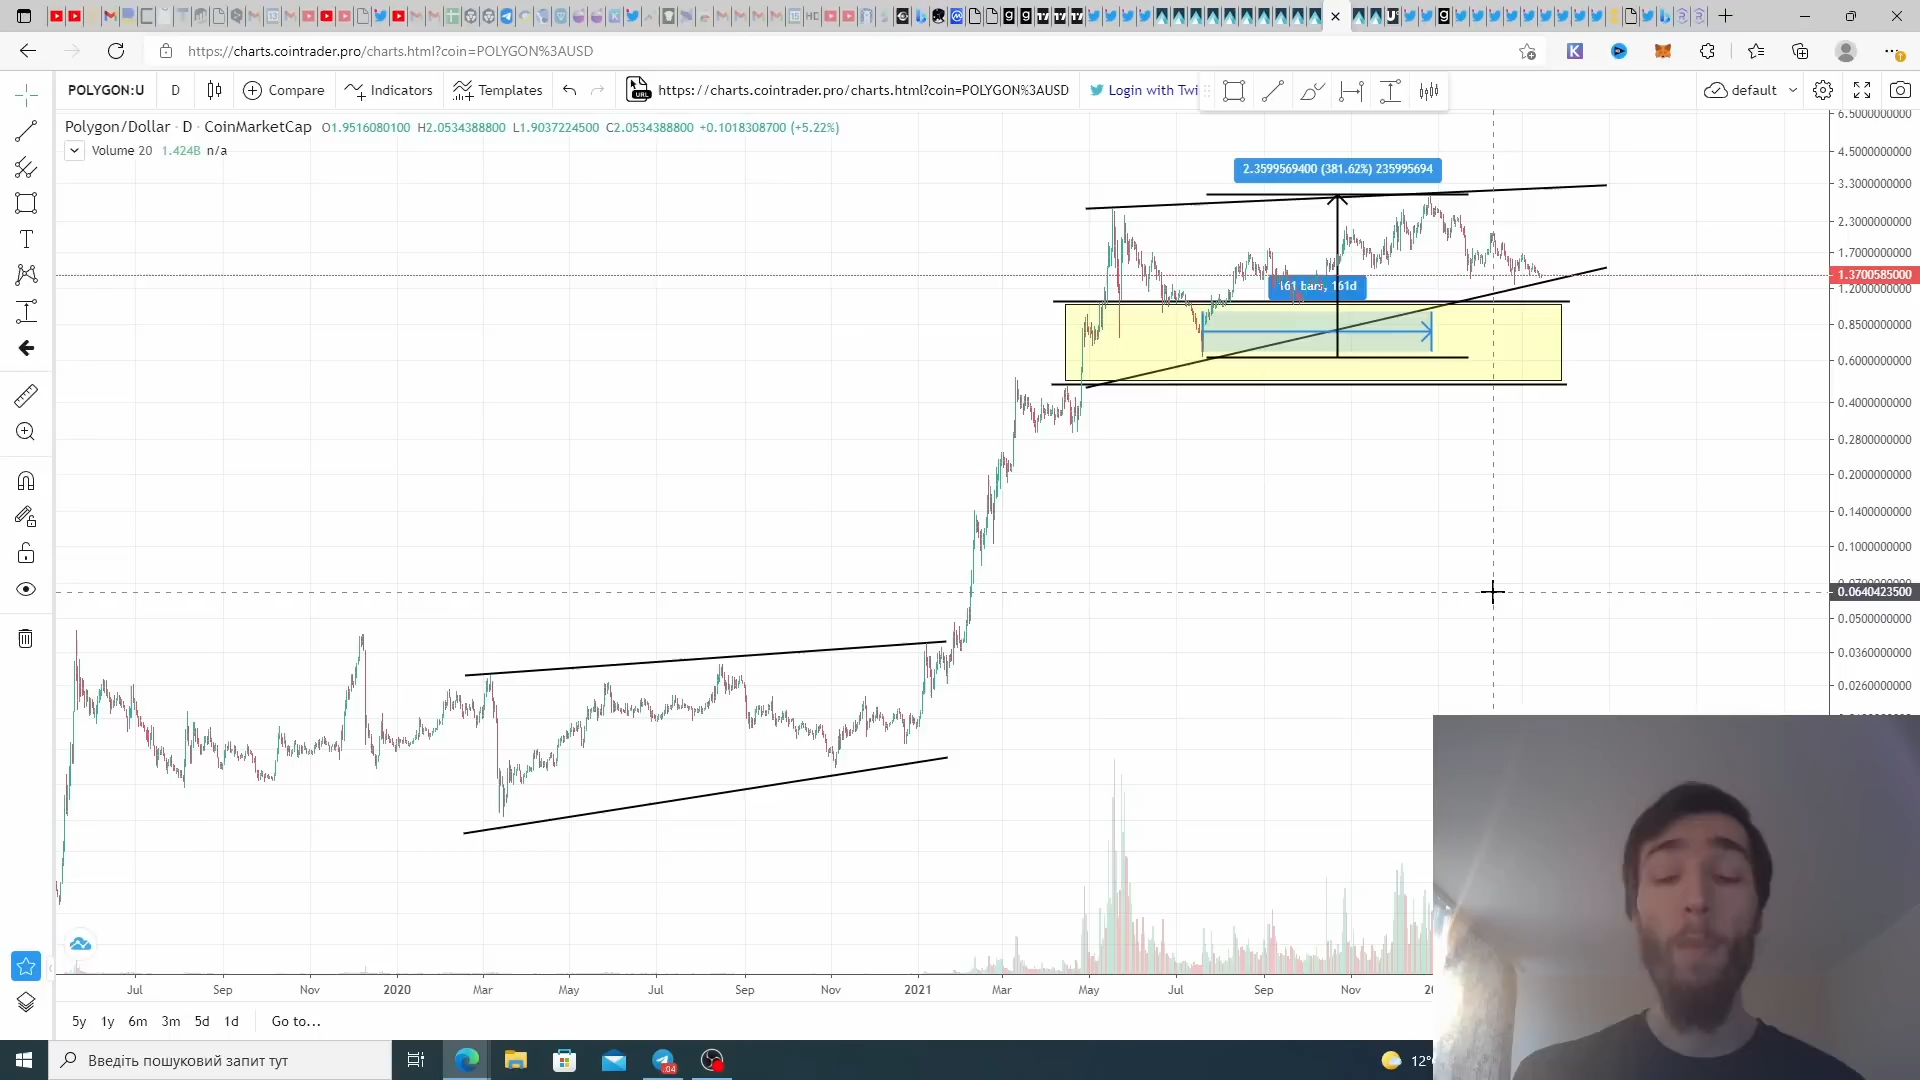 https://charts.cointrader.pro/charts.html?coin=POLYGON%3AUSD
POLYGON:U
D
Compare
Indicators
Templates
https://charts.cointrader.pro/charts.html?coin=POLYGON%3AUSD
Login with Twi
default
Polygon/Dollar · D · CoinMarketCap O1.9516080100 H2.0534388800 L1.9037224500 C2.0534388800 +0.1018308700 (+5.22%)
Volume 20 1.424B n/a
2.3599569400 (381.62%) 235995694
161 bars, 161d
6.5000000000
4.5000000000
3.3000000000
2.3000000000
1.7000000000
1.3700585000
1.2000000000
0.8500000000
0.6000000000
0.4000000000
0.2800000000
0.2000000000
0.1400000000
0.1000000000
0.0640423500
0.0500000000
0.0360000000
0.0260000000
Jul
Sep
Nov
2020
Mar
May
Jul
Sep
Nov
2021
Mar
May
Jul
Sep
Nov
5y
1y
6m
3m
5d
1d
Go to...
Введіть пошуковий запит тут
.04
12°